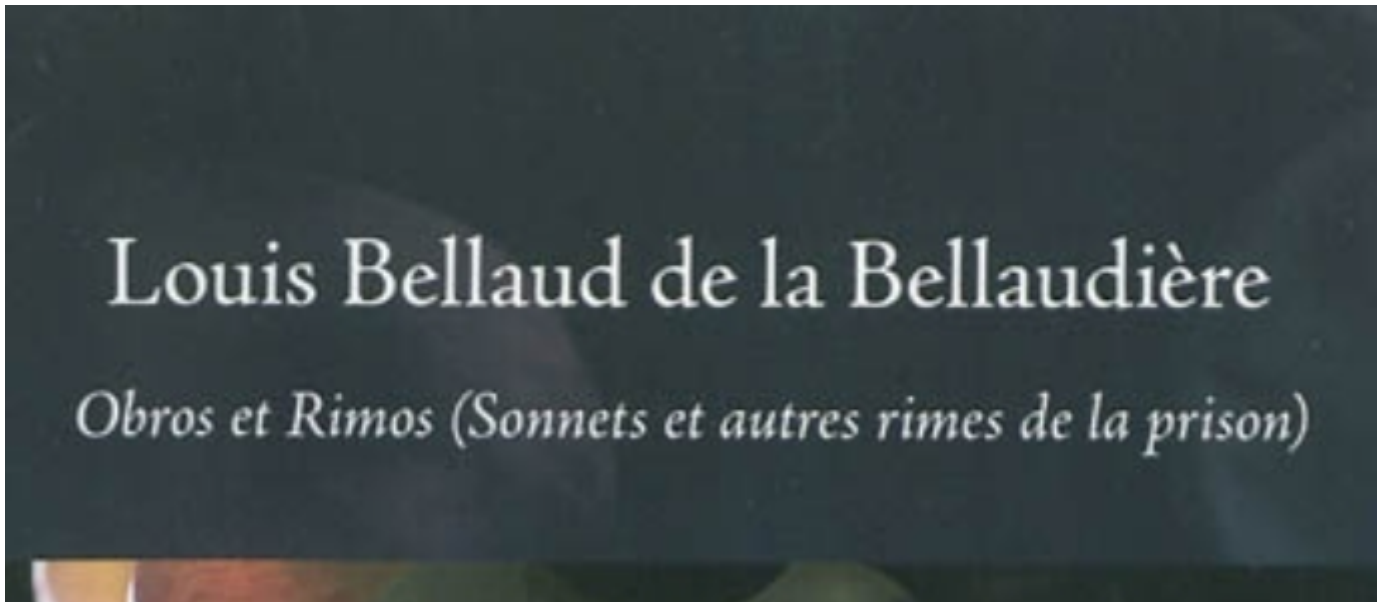 Louis Bellaud de la Bellaudière
Obros et Rimos (Sonnets et autres rimes de la prison)